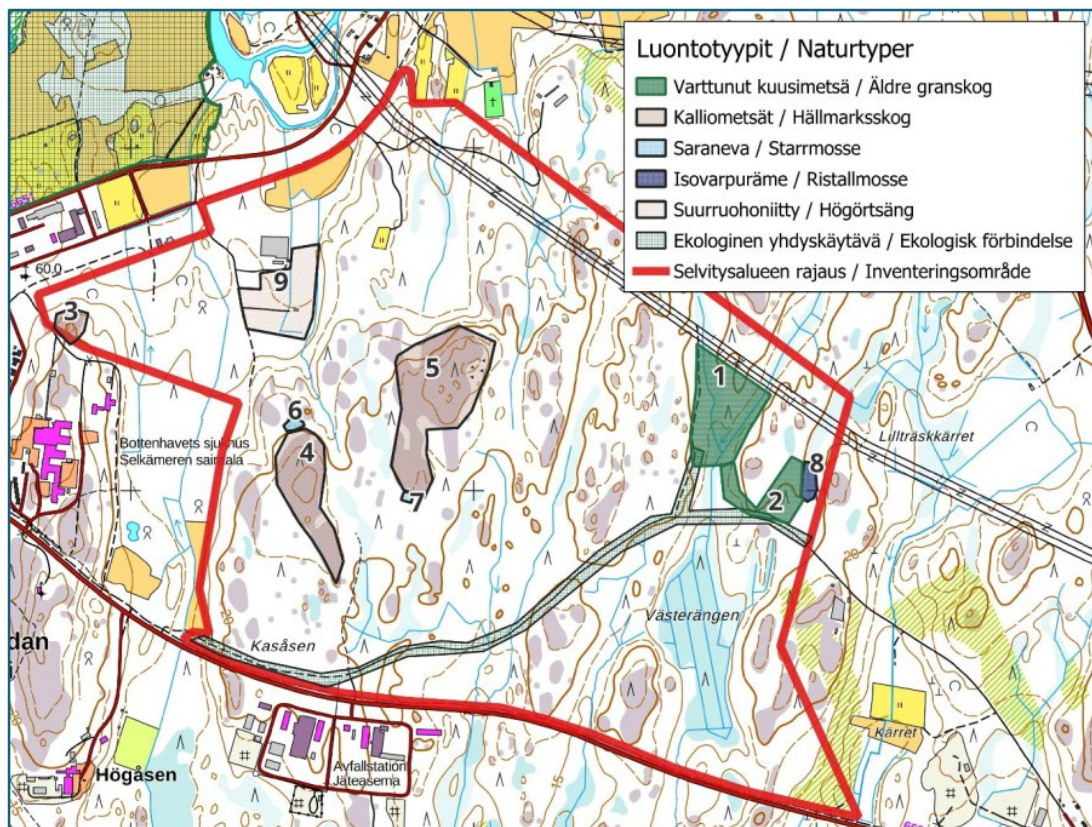 Luontotyypit / Naturtyper
Varttunut kuusimetsä / Äldre granskog
Kalliometsät / Hällmarksskog
Saraneva / Starrmosse
Isovarpuräme / Ristallmosse
Suurruohoniitty / Högörtsäng
Ekologinen yhdyskäytävä / Ekologisk förbindelse
Selvitysalueen rajaus / Inventeringsområde
60.0
9
3
5
1
6
4
8
Lillträskkärret
Bottenhavets sjukhus
Selkämeren sairaala
7
2
20
Västerängen
Kasåsen
dan
Kärret
Avfallstation
Jäteasema
Högåsen
15